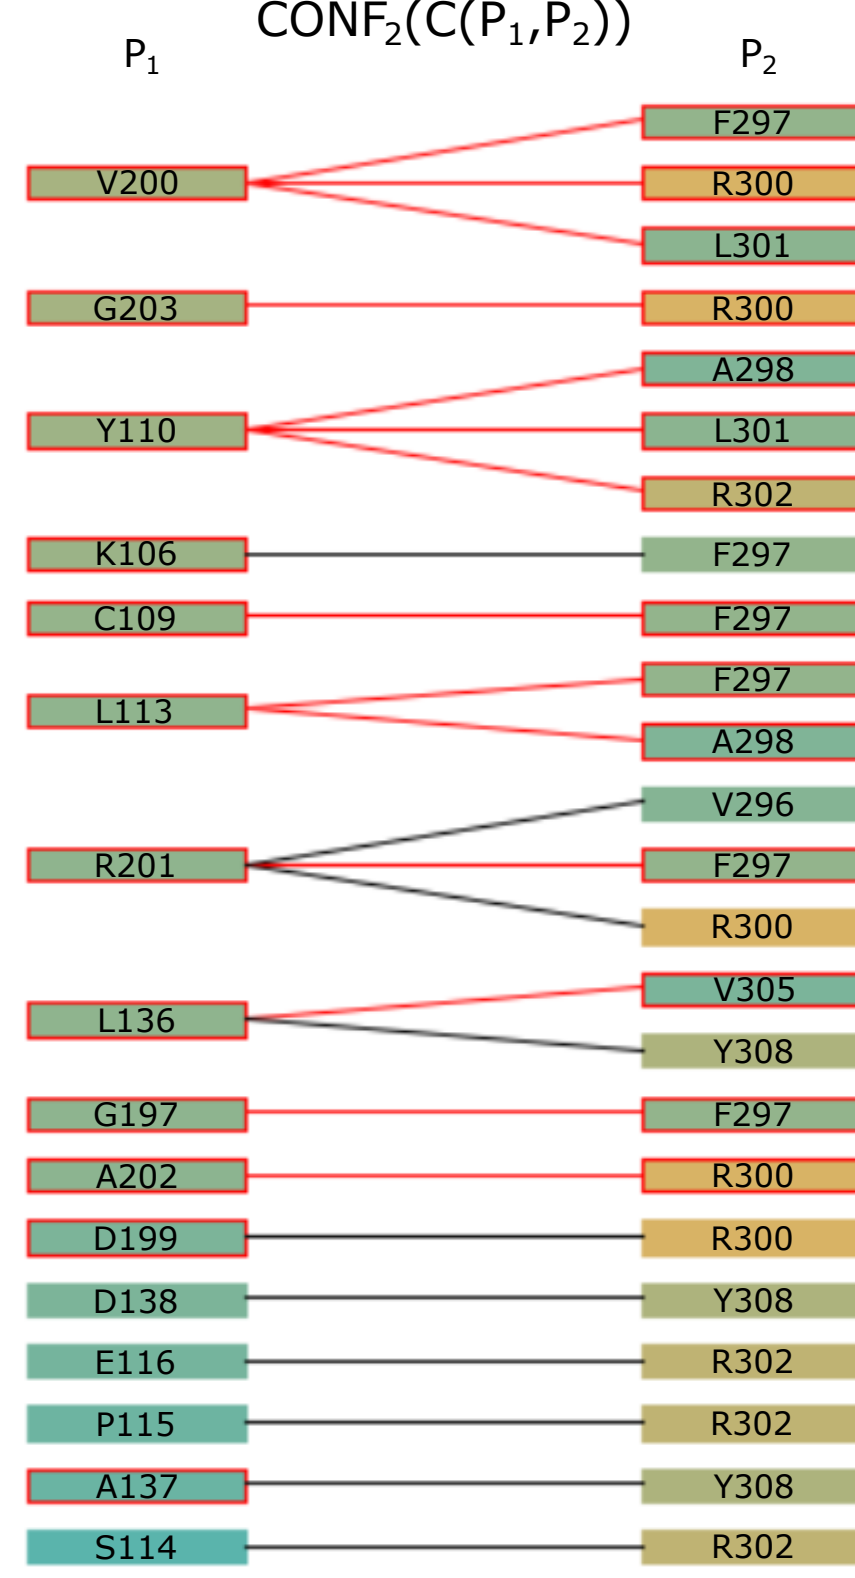 CONF₂(C(P₁,P₂))
P₁ P₂
F297
V200 R300
L301
G203 R300
A298
Y110 L301
R302
K106 F297
C109 F297
F297
L113
A298
V296
R201 F297
R300
V305
L136
Y308
G197 F297
A202 R300
D199 R300
D138 Y308
E116 R302
P115 R302
A137 Y308
S114 R302